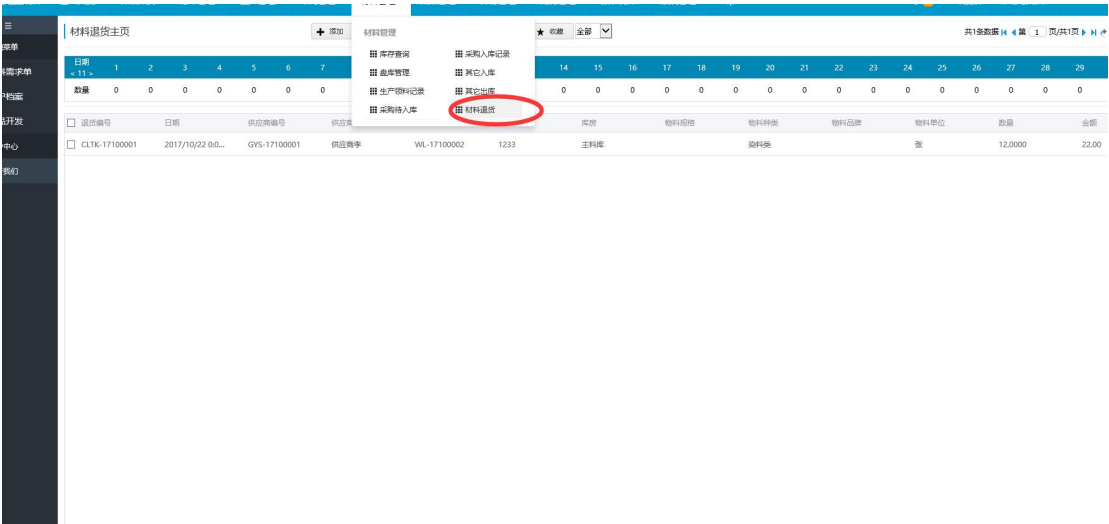 材料退货主页
添加
材料管理
收藏 全部
共1条数据 第 1 页/共1页
菜单
料需求单
户档案
品开发
中心
我们
库存查询 采购入库记录
盘库管理 其它入库
生产领料记录 其它出库
采购待入库 材料退货
日期 < 11 > 1 2 3 4 5 6 7 14 15 16 17 18 19 20 21 22 23 24 25 26 27 28 29
数量 0 0 0 0 0 0 0 0 0 0 0 0 0 0 0 0 0 0 0 0 0 0 0
退货编号 日期 供应商编号 库房 物料规格 物料种类 物料品牌 物料单位 数量 金额
CLTK-17100001 2017/10/22 0:0... GYS-17100001 供应商李 WL-17100002 1233 主料库 染料类 张 12.0000 22.00